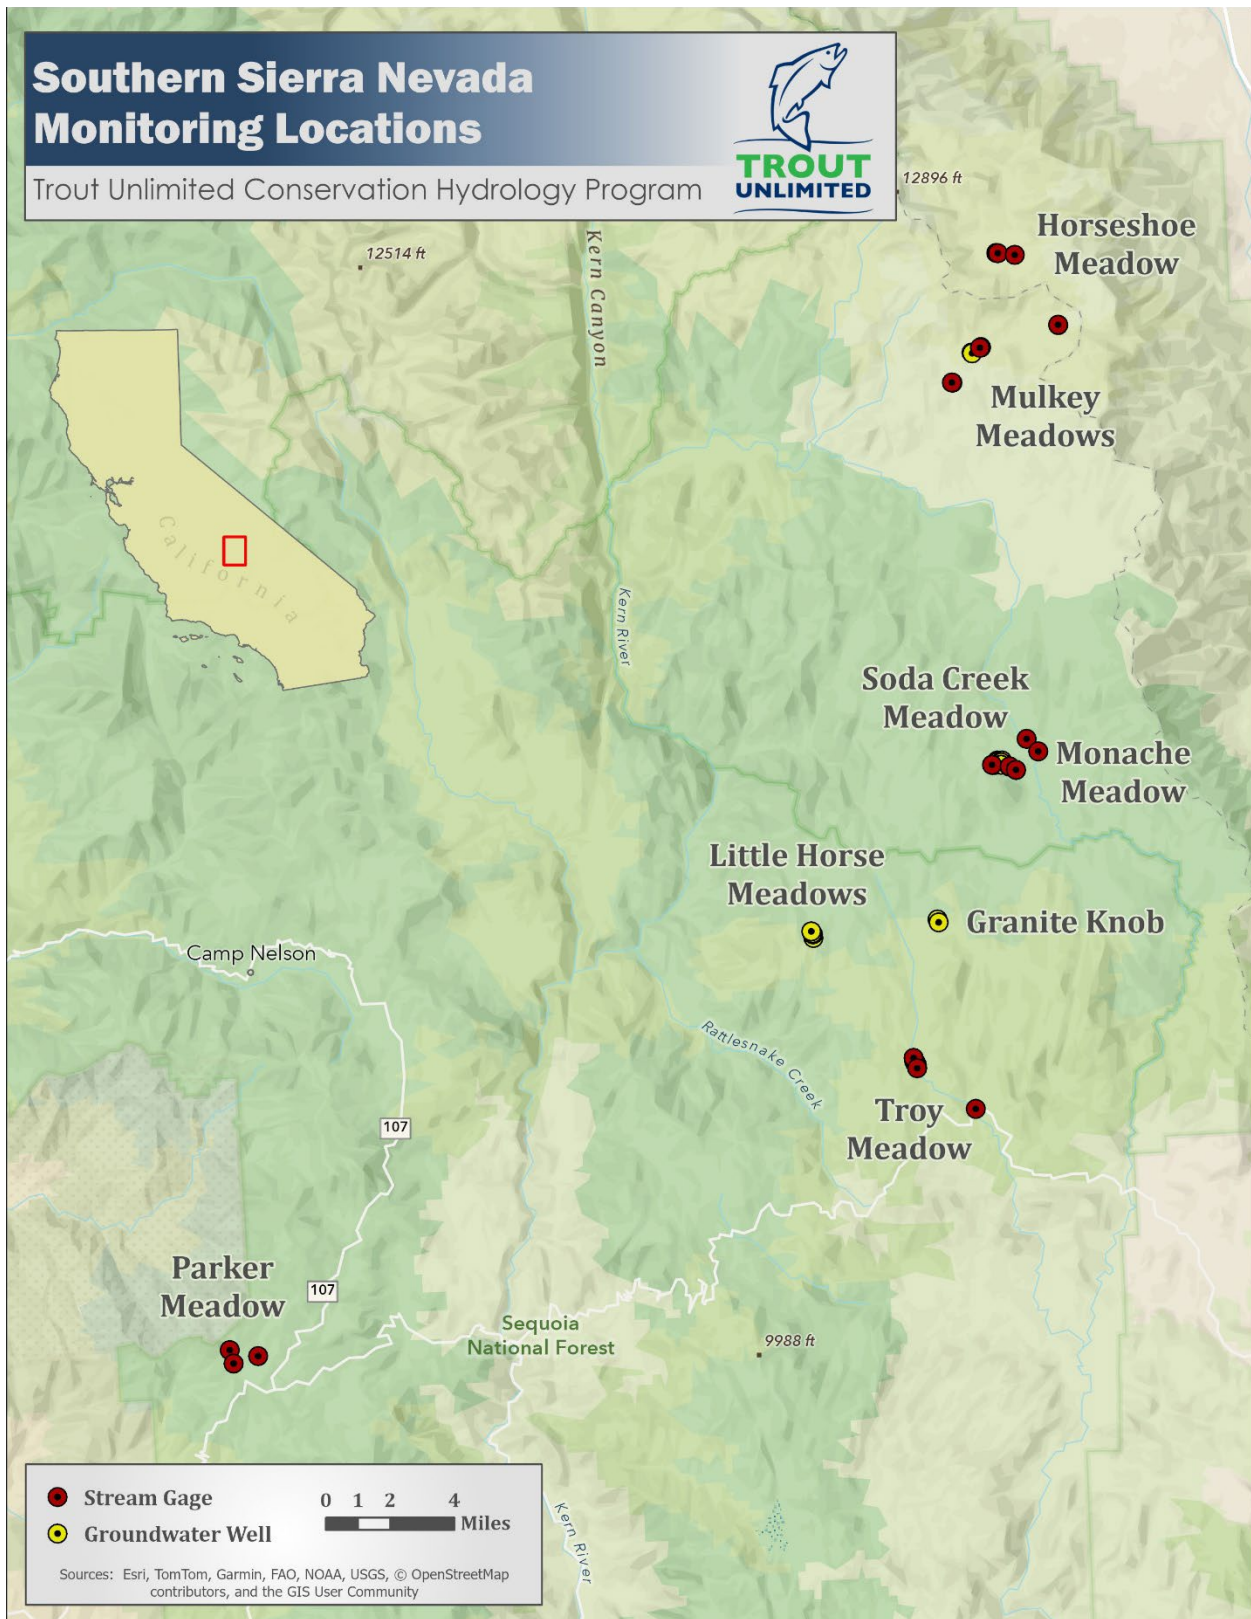 Southern Sierra Nevada
Monitoring Locations
Trout Unlimited Conservation Hydrology Program
TROUT
UNLIMITED
12896 ft
12514 ft
Kern Canyon
Horseshoe
Meadow
Mulkey
Meadows
California
Kern River
Soda Creek
Meadow
Monache
Meadow
Little Horse
Meadows
Granite Knob
Camp Nelson
Rattlesnake Creek
Troy
Meadow
107
Parker
Meadow
107
Sequoia
National Forest
9988 ft
Stream Gage
Groundwater Well
0 1 2 4
Miles
Kern River
Sources: Esri, TomTom, Garmin, FAO, NOAA, USGS, © OpenStreetMap
contributors, and the GIS User Community